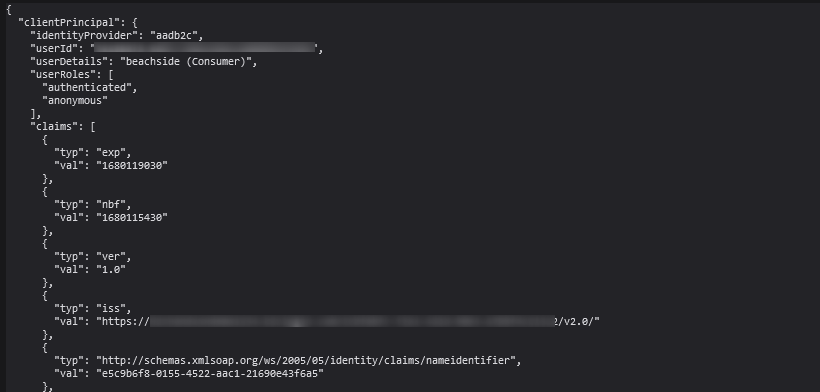 {
"clientPrincipal": {
"identityProvider": "aadb2c",
"userId": "
",
"userDetails": "beachside (Consumer)",
"userRoles": [
"authenticated",
"anonymous"
],
"claims": [
{
"typ": "exp",
"val": "1680119030"
},
{
"typ": "nbf",
"val": "1680115430"
},
{
"typ": "ver",
"val": "1.0"
},
{
"typ": "iss",
"val": "https:// 2/v2.0/"
},
{
"typ": "http://schemas.xmlsoap.org/ws/2005/05/identity/claims/nameidentifier",
"val": "e5c9b6f8-0155-4522-aac1-21690e43f6a5"
},